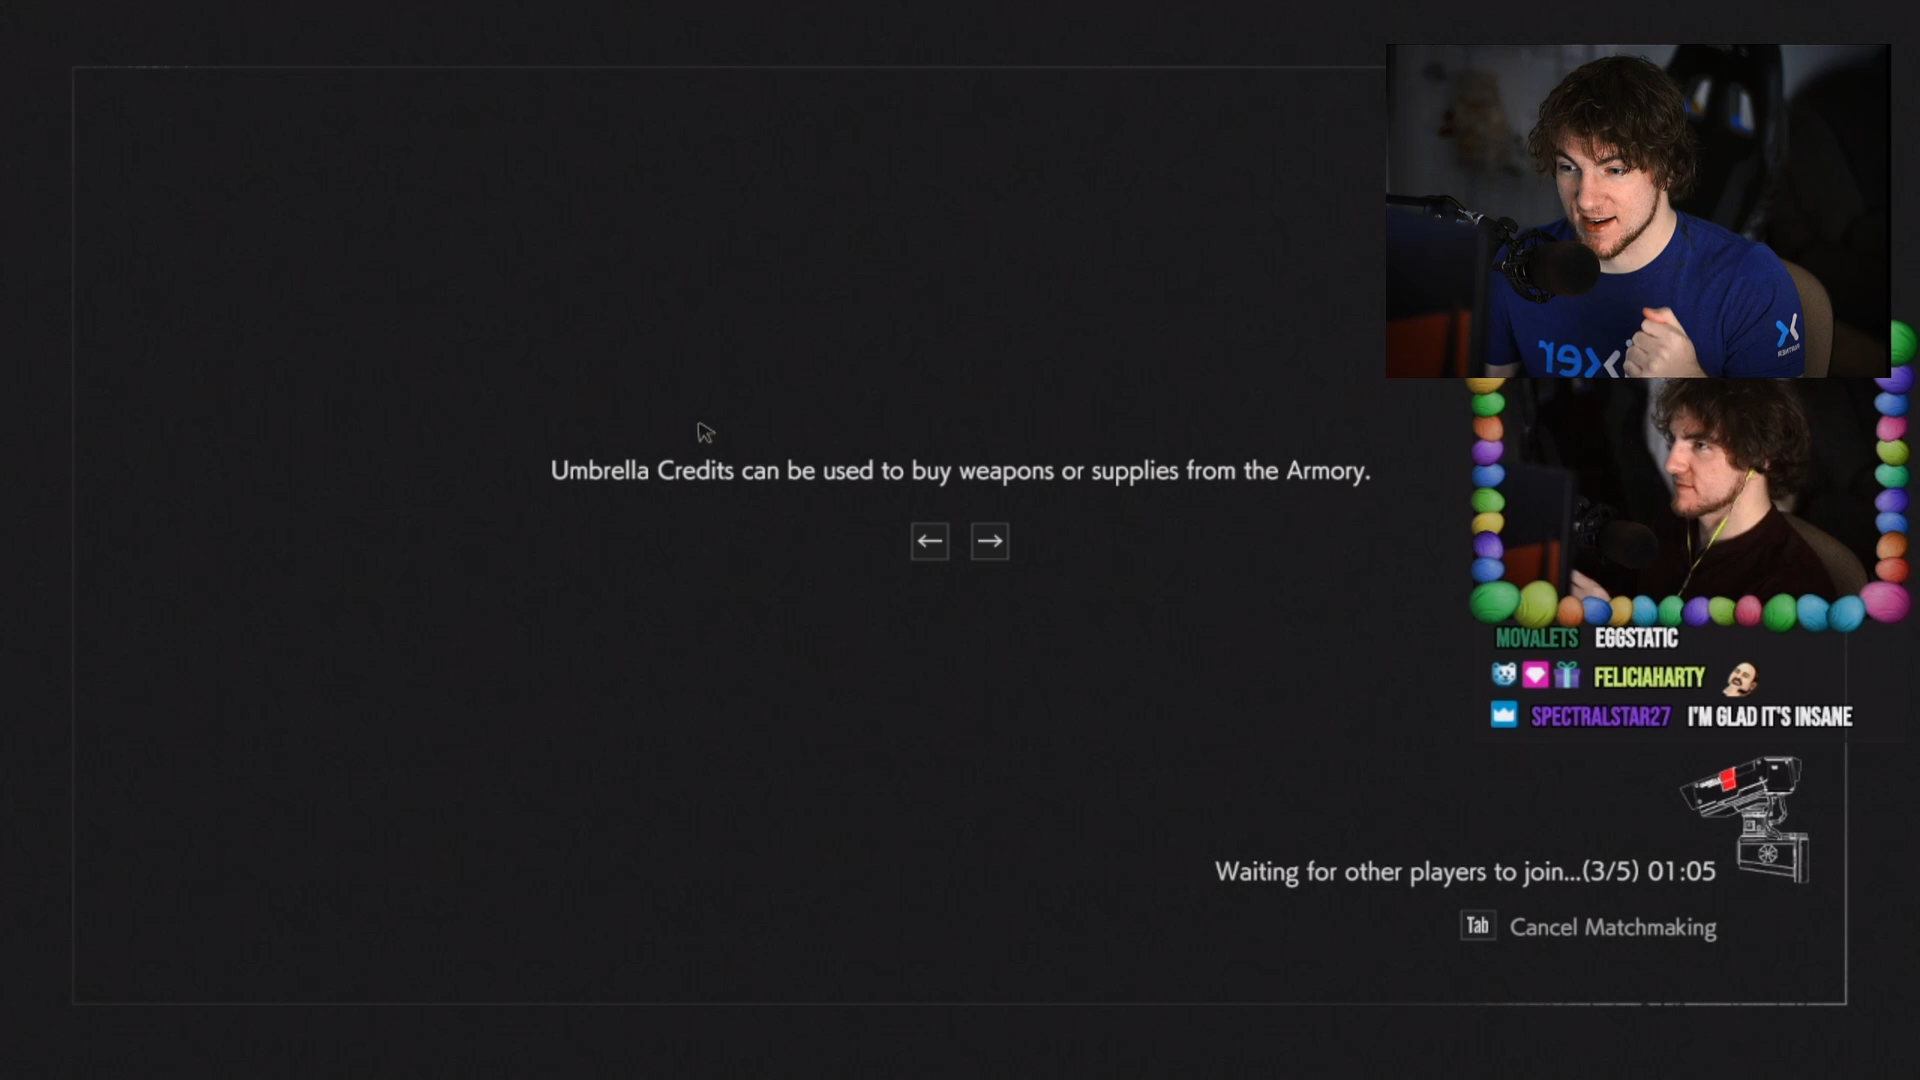 Umbrella Credits can be used to buy weapons or supplies from the Armory.
MOVALETS EGGSTATIC
FELICIAHARTY
SPECTRALSTAR27 I'M GLAD IT'S INSANE
Waiting for other players to join...(3/5) 01:05
Tab Cancel Matchmaking